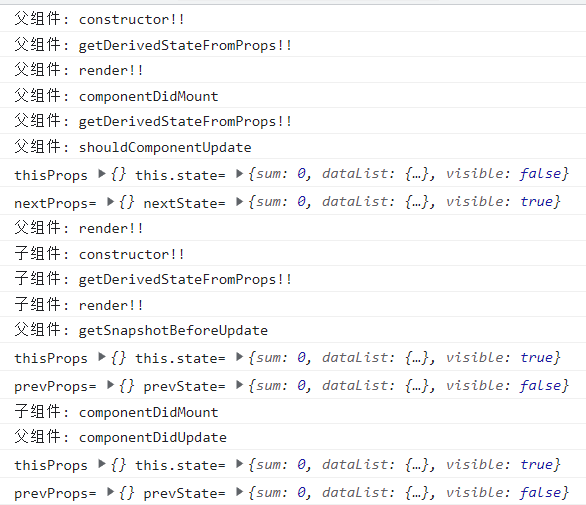 父组件: constructor!!
父组件: getDerivedStateFromProps!!
父组件: render!!
父组件: componentDidMount
父组件: getDerivedStateFromProps!!
父组件: shouldComponentUpdate
thisProps ▶{} this.state= ▶{sum: 0, dataList: {…}, visible: false}
nextProps= ▶{} nextState= ▶{sum: 0, dataList: {…}, visible: true}
父组件: render!!
子组件: constructor!!
子组件: getDerivedStateFromProps!!
子组件: render!!
父组件: getSnapshotBeforeUpdate
thisProps ▶{} this.state= ▶{sum: 0, dataList: {…}, visible: true}
prevProps= ▶{} prevState= ▶{sum: 0, dataList: {…}, visible: false}
子组件: componentDidMount
父组件: componentDidUpdate
thisProps ▶{} this.state= ▶{sum: 0, dataList: {…}, visible: true}
prevProps= ▶{} prevState= ▶{sum: 0, dataList: {…}, visible: false}